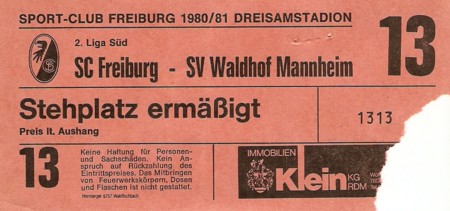 SPORT-CLUB FREIBURG 1980/81 DREISAMSTADION
2. Liga Süd
SC Freiburg - SV Waldhof Mannheim
13
Stehplatz ermäßigt
Preis lt. Aushang
1313
13
Keine Haftung für Personen-
und Sachschäden. Kein An-
spruch auf Rückzahlung des
Eintrittspreises. Das Mitbringen
von Feuerwerkskörpern, Dosen
und Flaschen ist nicht gestattet.
IMMOBILIEN
Klein KG
RDM